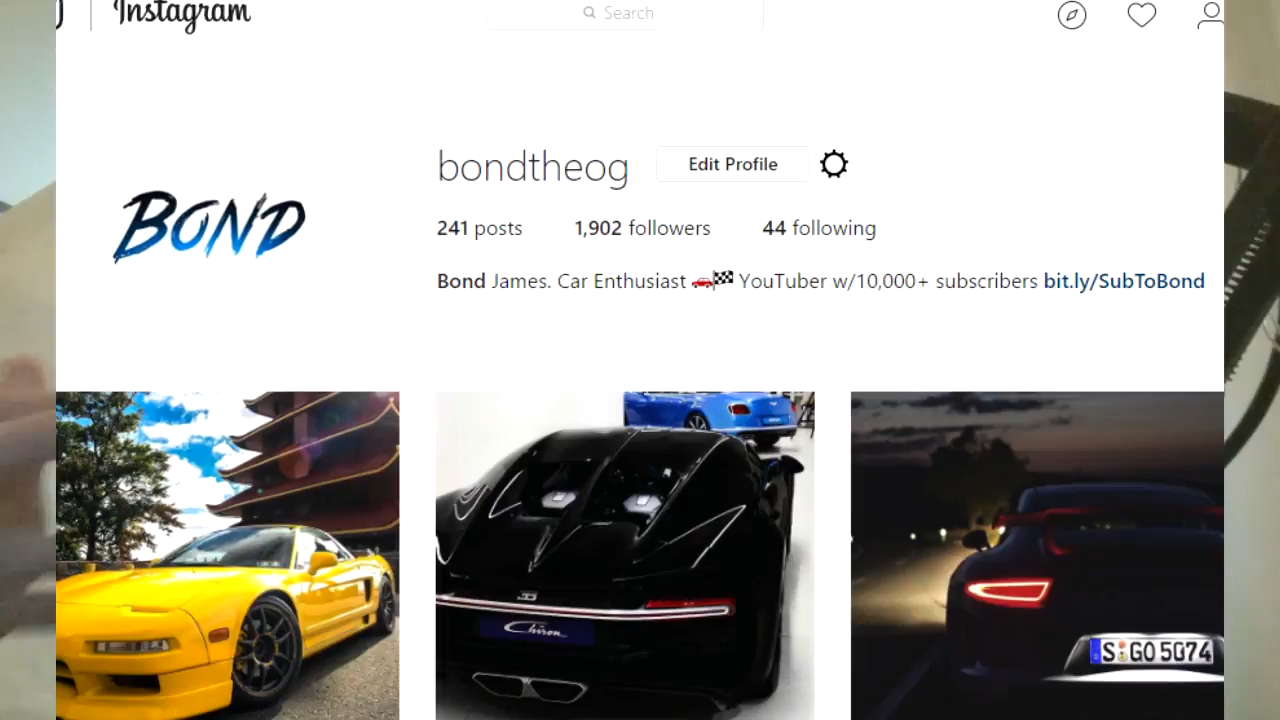 Instagram
Search
bondtheog
Edit Profile
BOND
241 posts 1,902 followers 44 following
Bond James. Car Enthusiast 🚗🏁 YouTuber w/10,000+ subscribers bit.ly/SubToBond
Chiron
S GO 5074